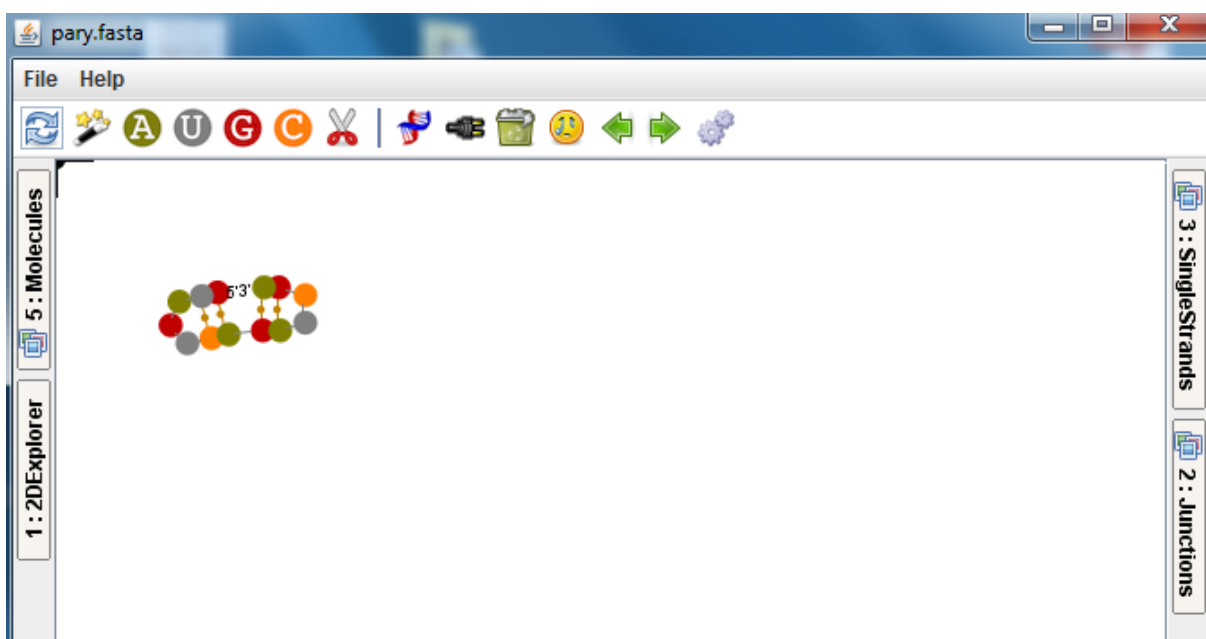 pary.fasta
File Help
A U G C
5 : Molecules
1 : 2DExplorer
5' 3'
3 : SingleStrands
2 : Junctions